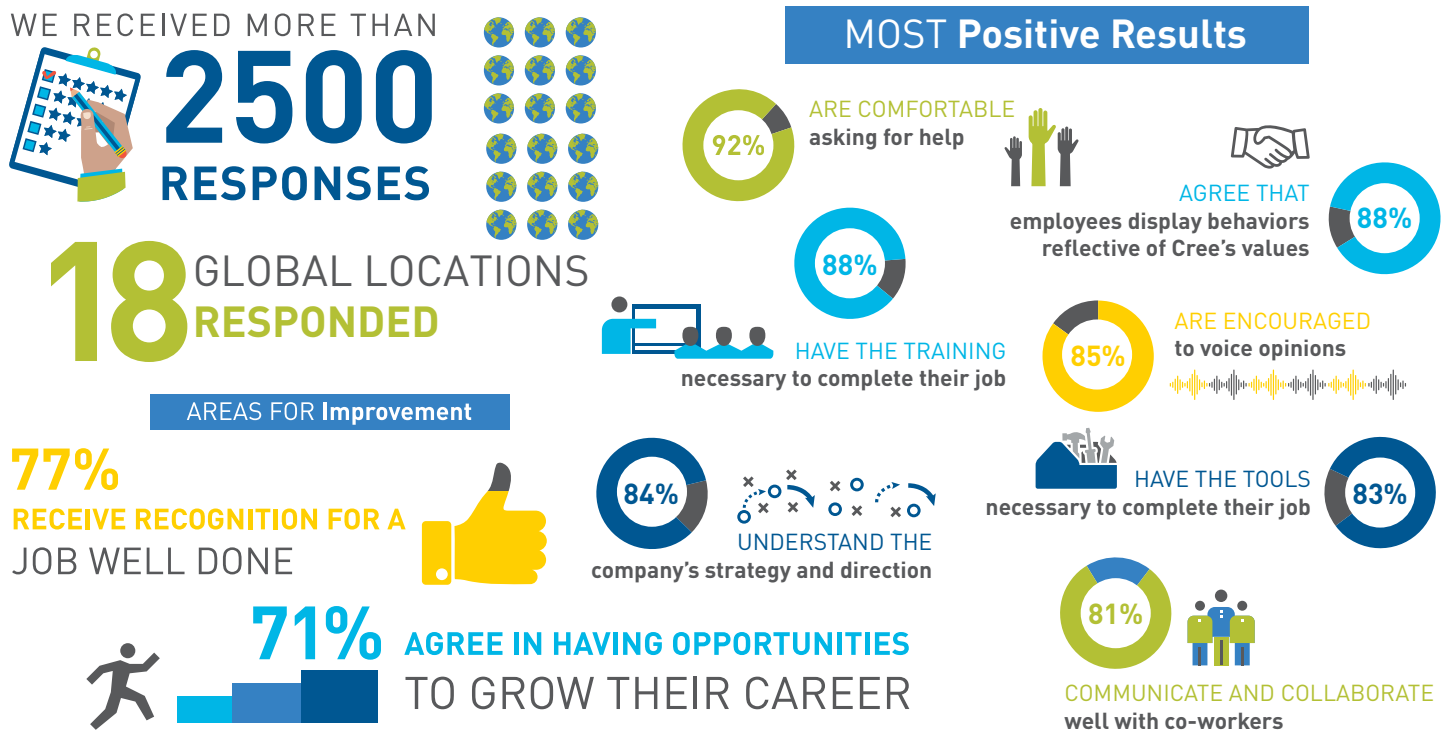 WE RECEIVED MORE THAN
2500
RESPONSES
18
GLOBAL LOCATIONS
RESPONDED
AREAS FOR Improvement
77%
RECEIVE RECOGNITION FOR A
JOB WELL DONE
71%
AGREE IN HAVING OPPORTUNITIES
TO GROW THEIR CAREER
MOST Positive Results
92%
ARE COMFORTABLE
asking for help
AGREE THAT
employees display behaviors
reflective of Cree's values
88%
88%
HAVE THE TRAINING
necessary to complete their job
85%
ARE ENCOURAGED
to voice opinions
84%
UNDERSTAND THE
company's strategy and direction
HAVE THE TOOLS
necessary to complete their job
83%
81%
COMMUNICATE AND COLLABORATE
well with co-workers